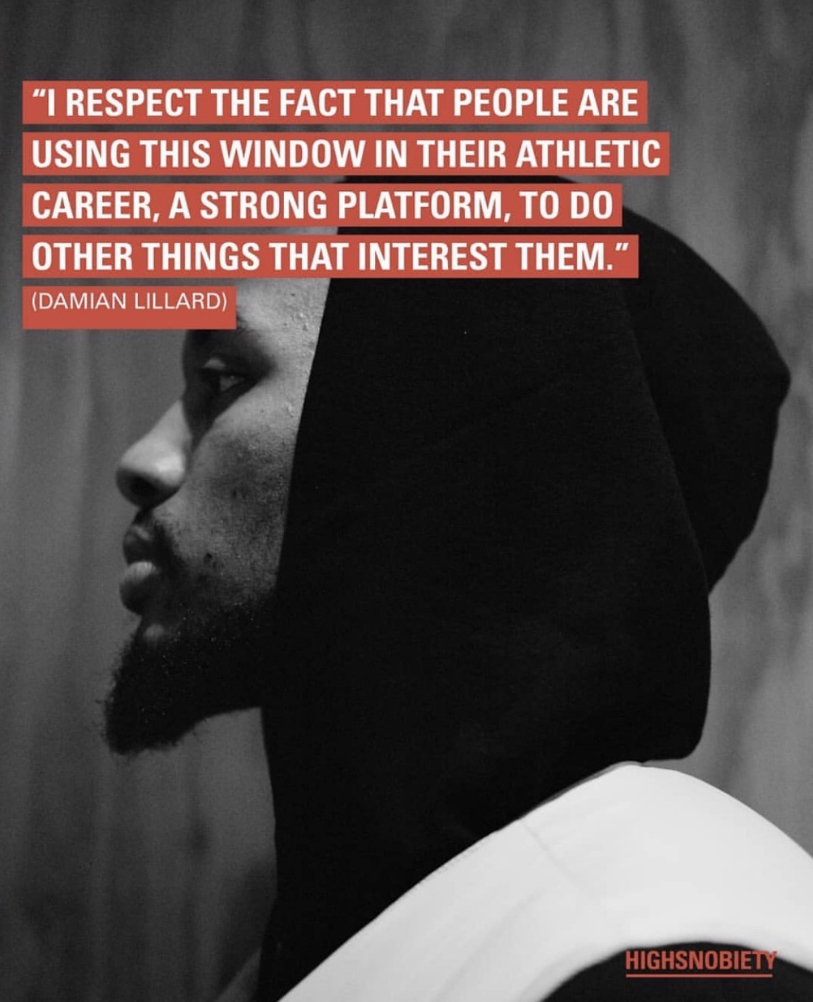 “I RESPECT THE FACT THAT PEOPLE ARE
USING THIS WINDOW IN THEIR ATHLETIC
CAREER, A STRONG PLATFORM, TO DO
OTHER THINGS THAT INTEREST THEM.”
(DAMIAN LILLARD)
HIGHSNOBIETY